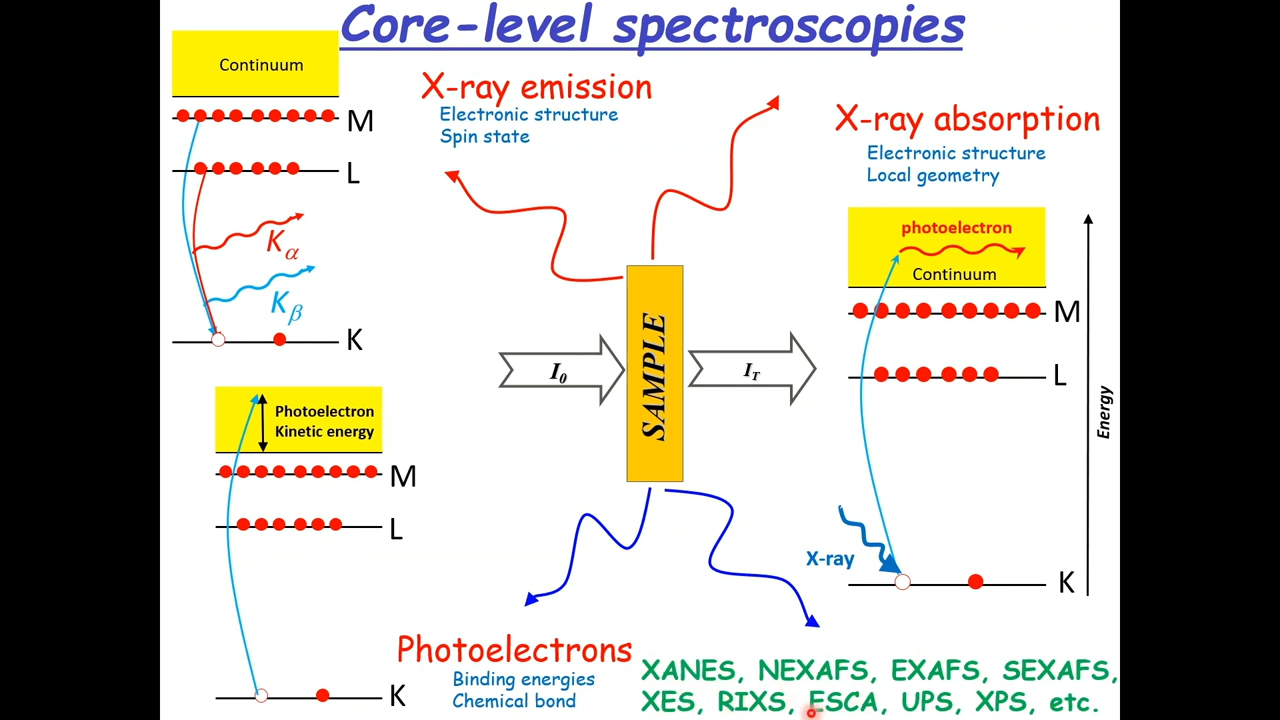 Core-level spectroscopies
Continuum
M
L
Kα
Kβ
K
X-ray emission
Electronic structure
Spin state
X-ray absorption
Electronic structure
Local geometry
photoelectron
Continuum
M
L
Energy
X-ray
K
I0
SAMPLE
IT
Photoelectron
Kinetic energy
M
L
K
Photoelectrons
Binding energies
Chemical bond
XANES, NEXAFS, EXAFS, SEXAFS,
XES, RIXS, ESCA, UPS, XPS, etc.